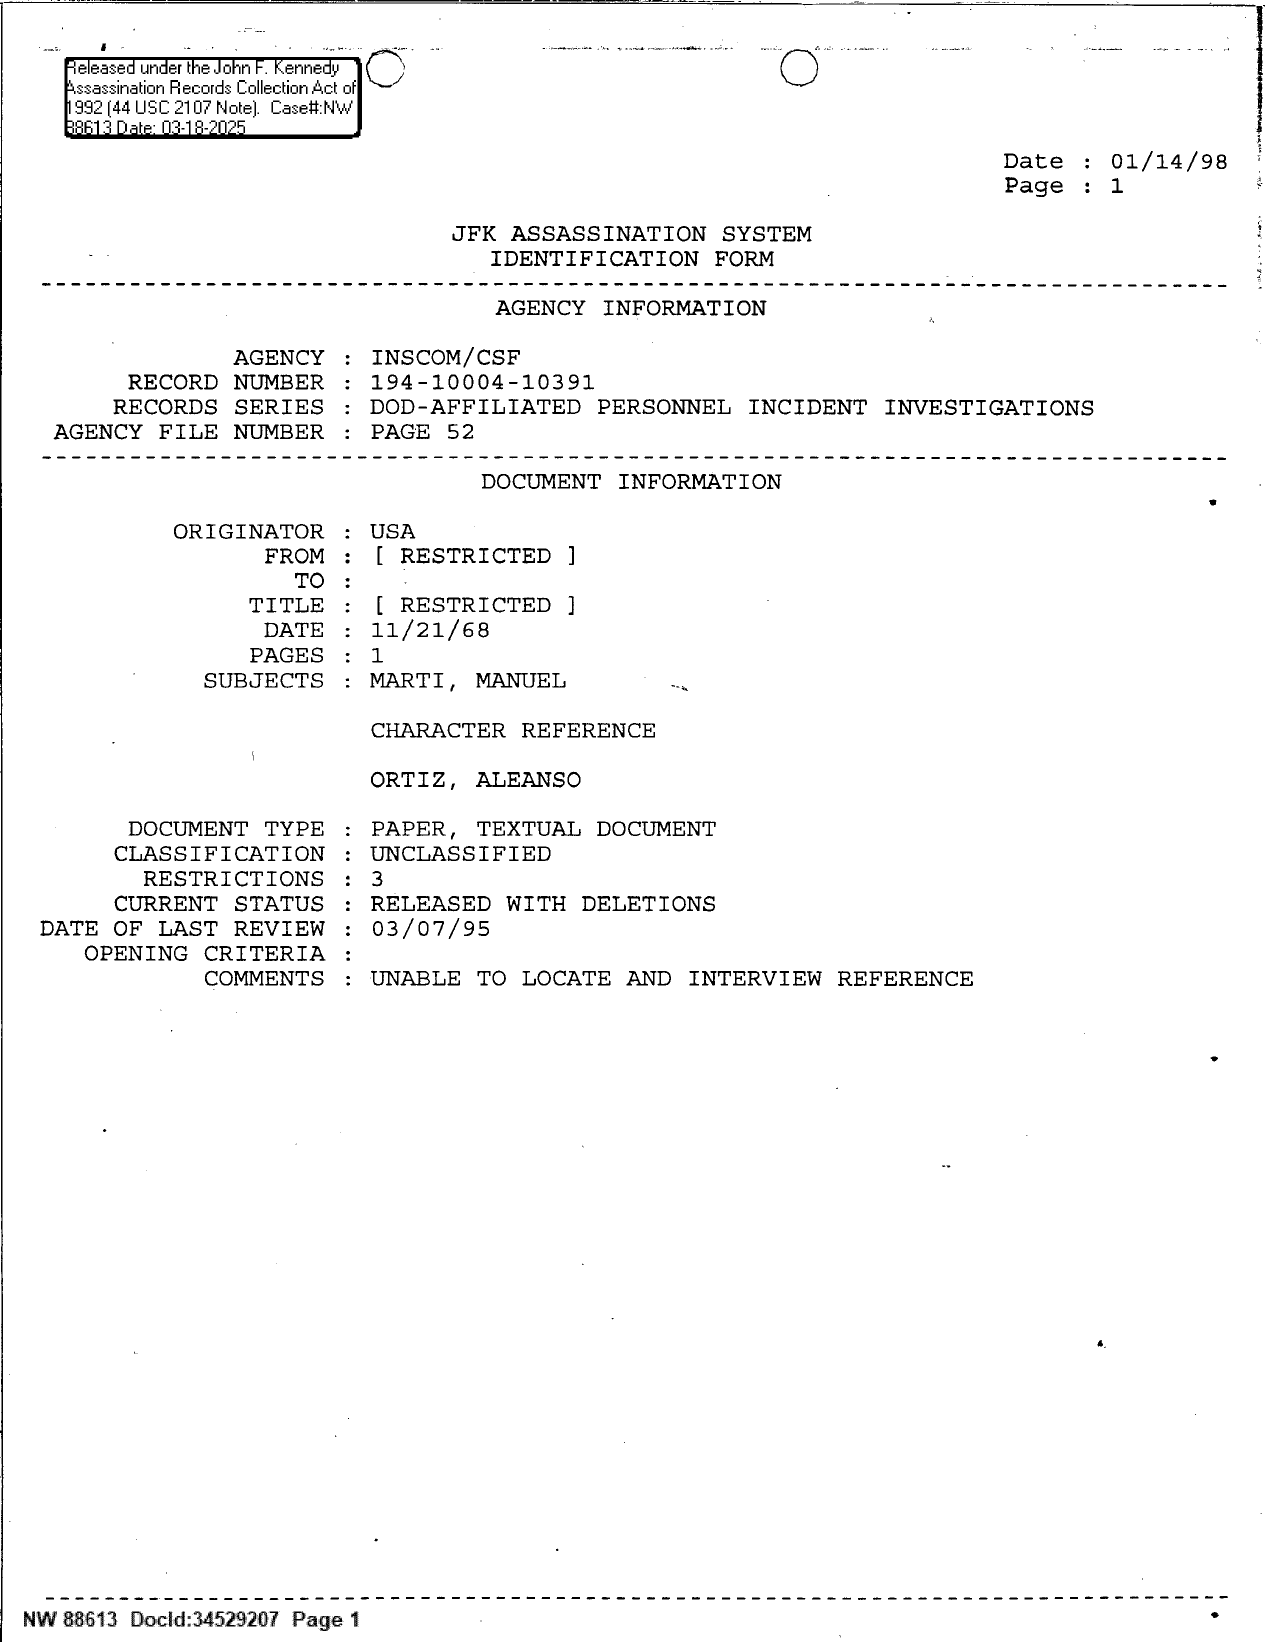 Released under the John F. Kennedy
Assassination Records Collection Act of
1992 (44 USC 2107 Note). Case#:NW
88613 Date: 03-18-2025
Date : 01/14/98
Page : 1
JFK ASSASSINATION SYSTEM
IDENTIFICATION FORM
AGENCY INFORMATION
AGENCY : INSCOM/CSF
RECORD NUMBER : 194-10004-10391
RECORDS SERIES : DOD-AFFILIATED PERSONNEL INCIDENT INVESTIGATIONS
AGENCY FILE NUMBER : PAGE 52
DOCUMENT INFORMATION
ORIGINATOR : USA
FROM : [ RESTRICTED ]
TO :
TITLE : [ RESTRICTED ]
DATE : 11/21/68
PAGES : 1
SUBJECTS : MARTI, MANUEL
CHARACTER REFERENCE
ORTIZ, ALEANSO
DOCUMENT TYPE : PAPER, TEXTUAL DOCUMENT
CLASSIFICATION : UNCLASSIFIED
RESTRICTIONS : 3
CURRENT STATUS : RELEASED WITH DELETIONS
DATE OF LAST REVIEW : 03/07/95
OPENING CRITERIA :
COMMENTS : UNABLE TO LOCATE AND INTERVIEW REFERENCE
NW 88613 DocId:34529207 Page 1